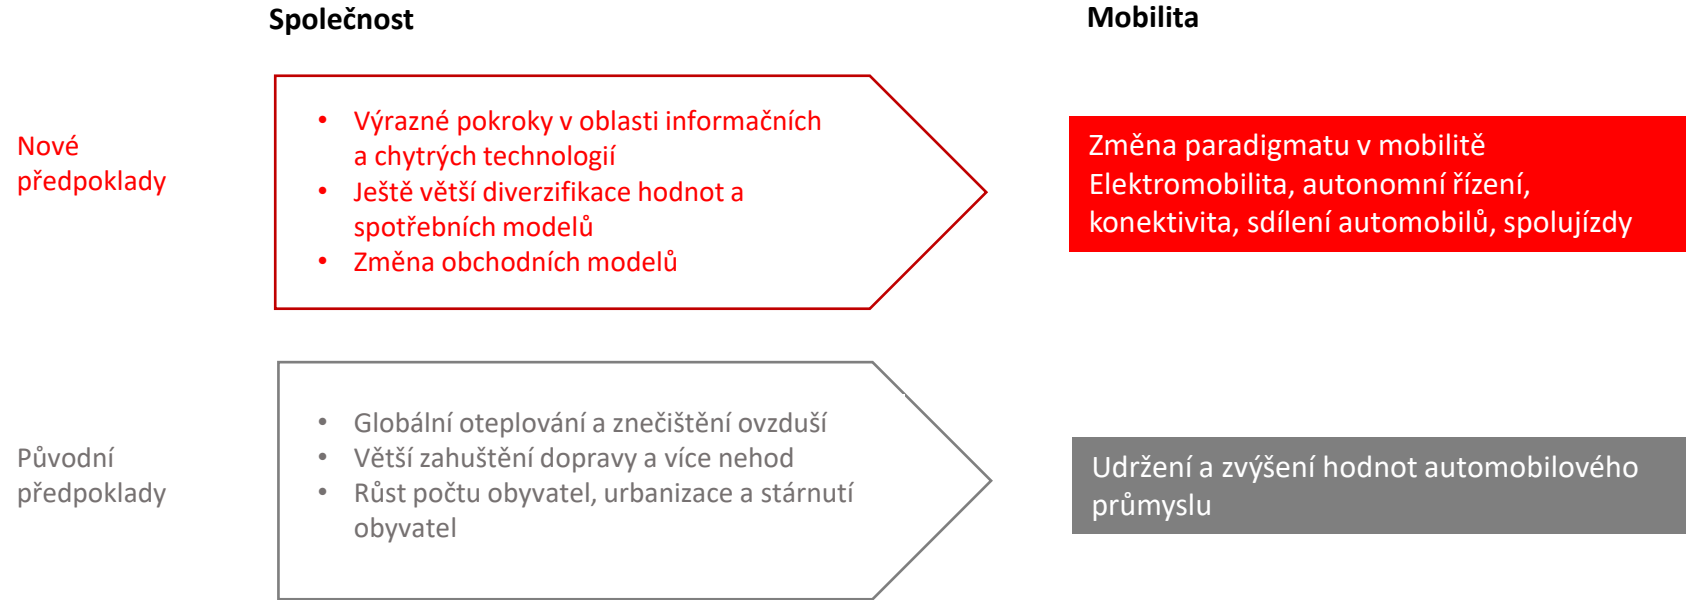 Společnost
Mobilita
Nové
předpoklady
• Výrazné pokroky v oblasti informačních
a chytrých technologií
• Ještě větší diverzifikace hodnot a
spotřebních modelů
• Změna obchodních modelů
Změna paradigmatu v mobilitě
Elektromobilita, autonomní řízení,
konektivita, sdílení automobilů, spolujízdy
Původní
předpoklady
• Globální oteplování a znečištění ovzduší
• Větší zahuštění dopravy a více nehod
• Růst počtu obyvatel, urbanizace a stárnutí
obyvatel
Udržení a zvýšení hodnot automobilového
průmyslu